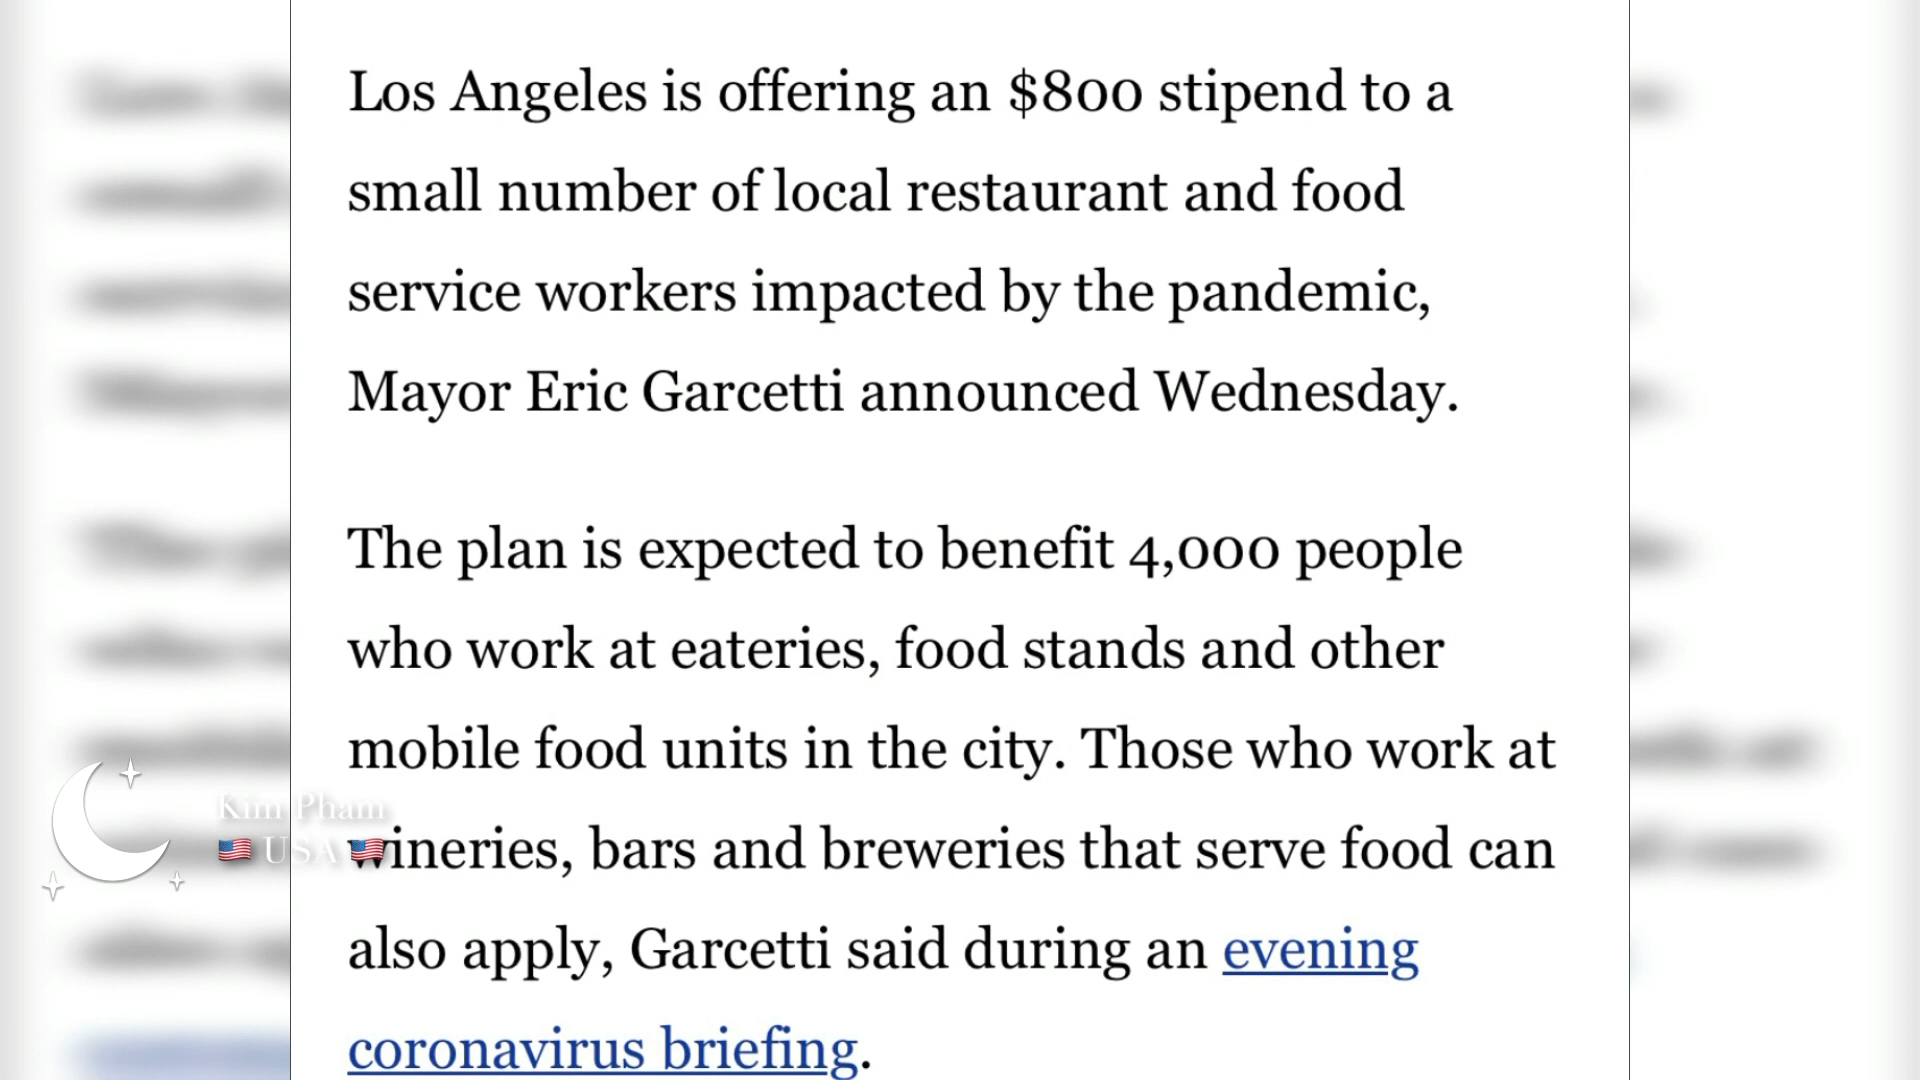 Los Angeles is offering an $800 stipend to a
small number of local restaurant and food
service workers impacted by the pandemic,
Mayor Eric Garcetti announced Wednesday.
The plan is expected to benefit 4,000 people
who work at eateries, food stands and other
mobile food units in the city. Those who work at
wineries, bars and breweries that serve food can
also apply, Garcetti said during an evening
coronavirus briefing.
Kim Pham
🇺🇸 USA 🇺🇸